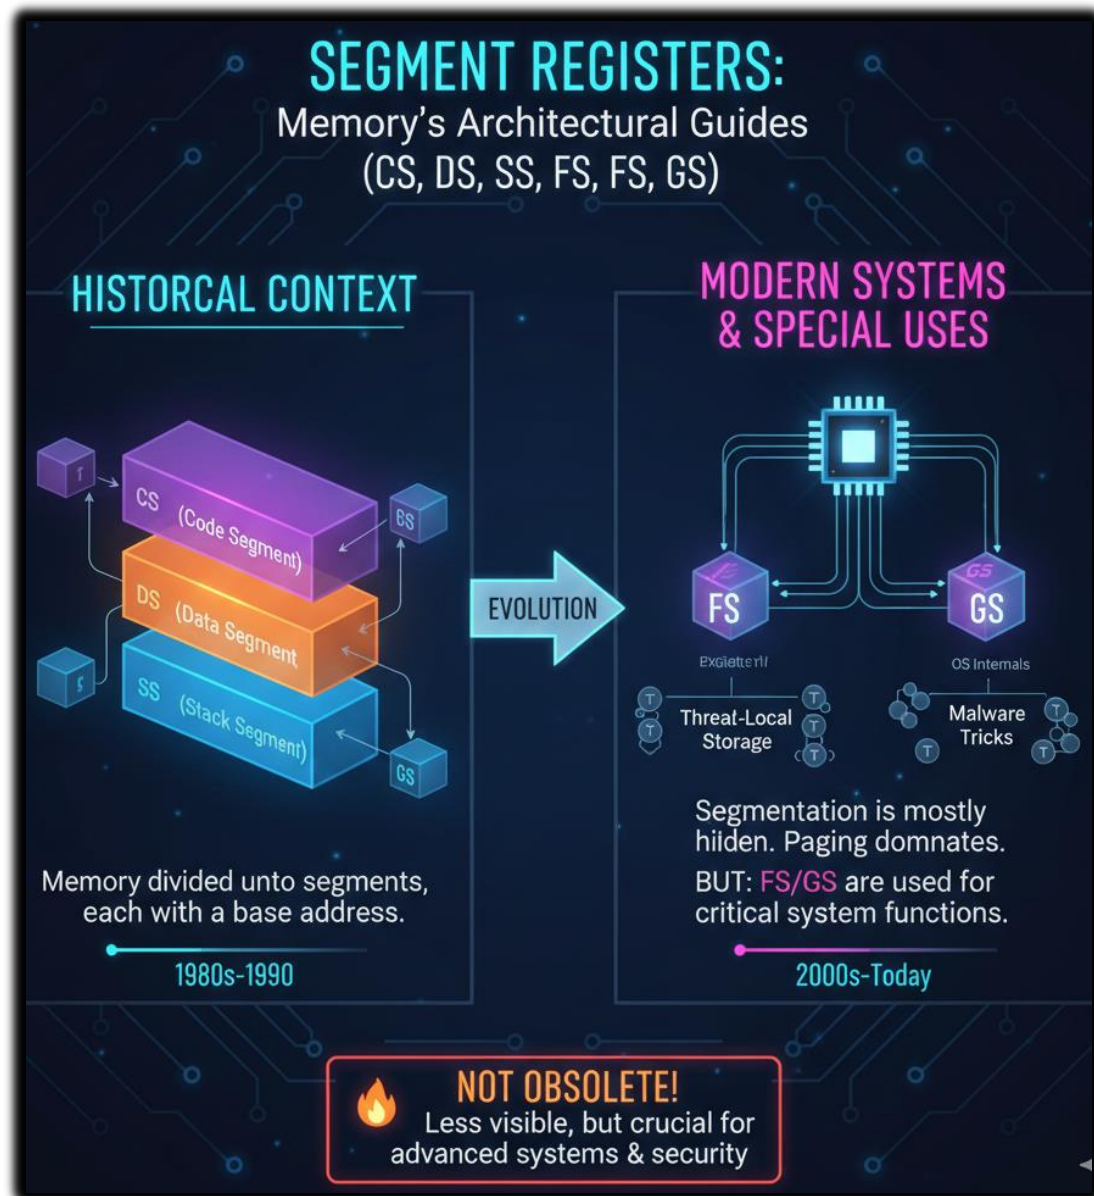 SEGMENT REGISTERS:
Memory's Architectural Guides
(CS, DS, SS, FS, FS, GS)
HISTORCAL CONTEXT
CS (Code Segment)
DS (Data Segment
SS (Stack Segment)
GS
Memory divided unto segments,
each with a base address.
1980s-1990
EVOLUTION
MODERN SYSTEMS
& SPECIAL USES
FS
GS
GS
OS Internals
T
T
T
T
Threat-Local
Storage
T
T
T
Malware
Tricks
Segmentation is mostly
hilden. Paging domnates.
BUT: FS/GS are used for
critical system functions.
2000s-Today
NOT OBSOLETE!
Less visible, but crucial for
advanced systems & security